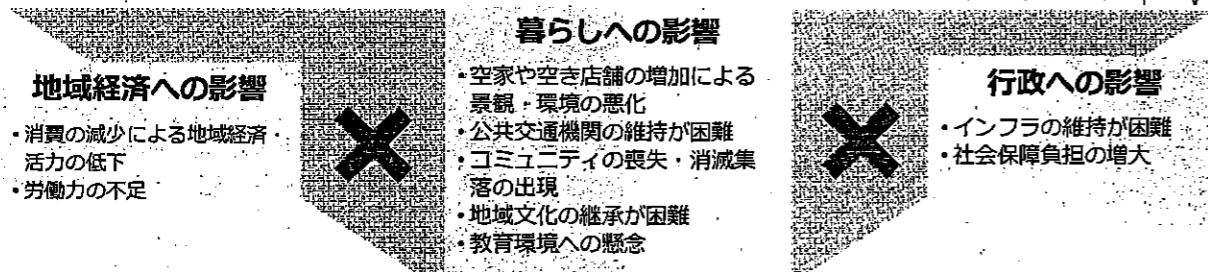 地域経済への影響
・消費の減少による地域経済・
活力の低下
・労働力の不足
暮らしへの影響
・空家や空き店舗の増加による
景観・環境の悪化
・公共交通機関の維持が困難
・コミュニティの喪失・消滅集
落の出現
・地域文化の継承が困難
・教育環境への懸念
行政への影響
・インフラの維持が困難
・社会保障負担の増大